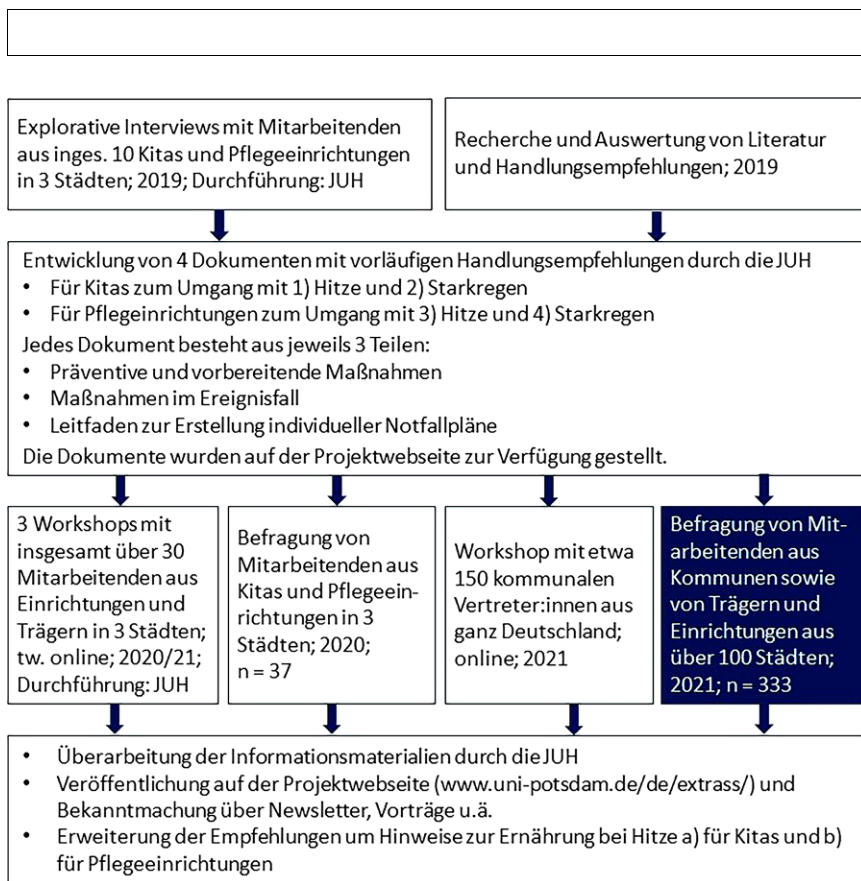 Explorative Interviews mit Mitarbeitenden
aus inges. 10 Kitas und Pflegeeinrichtungen
in 3 Städten; 2019; Durchführung: JUH
Recherche und Auswertung von Literatur
und Handlungsempfehlungen; 2019
Entwicklung von 4 Dokumenten mit vorläufigen Handlungsempfehlungen durch die JUH
• Für Kitas zum Umgang mit 1) Hitze und 2) Starkregen
• Für Pflegeeinrichtungen zum Umgang mit 3) Hitze und 4) Starkregen
Jedes Dokument besteht aus jeweils 3 Teilen:
• Präventive und vorbereitende Maßnahmen
• Maßnahmen im Ereignisfall
• Leitfaden zur Erstellung individueller Notfallpläne
Die Dokumente wurden auf der Projektwebseite zur Verfügung gestellt.
3 Workshops mit
insgesamt über 30
Mitarbeitenden aus
Einrichtungen und
Trägern in 3 Städten;
tw. online; 2020/21;
Durchführung: JUH
Befragung von
Mitarbeitenden aus
Kitas und Pflegeein-
richtungen in 3
Städten; 2020;
n = 37
Workshop mit etwa
150 kommunalen
Vertreter:innen aus
ganz Deutschland;
online; 2021
Befragung von Mit-
arbeitenden aus
Kommunen sowie
von Trägern und
Einrichtungen aus
über 100 Städten;
2021; n = 333
• Überarbeitung der Informationsmaterialien durch die JUH
• Veröffentlichung auf der Projektwebseite (www.uni-potsdam.de/de/extrass/) und
Bekanntmachung über Newsletter, Vorträge u.ä.
• Erweiterung der Empfehlungen um Hinweise zur Ernährung bei Hitze a) für Kitas und b)
für Pflegeeinrichtungen